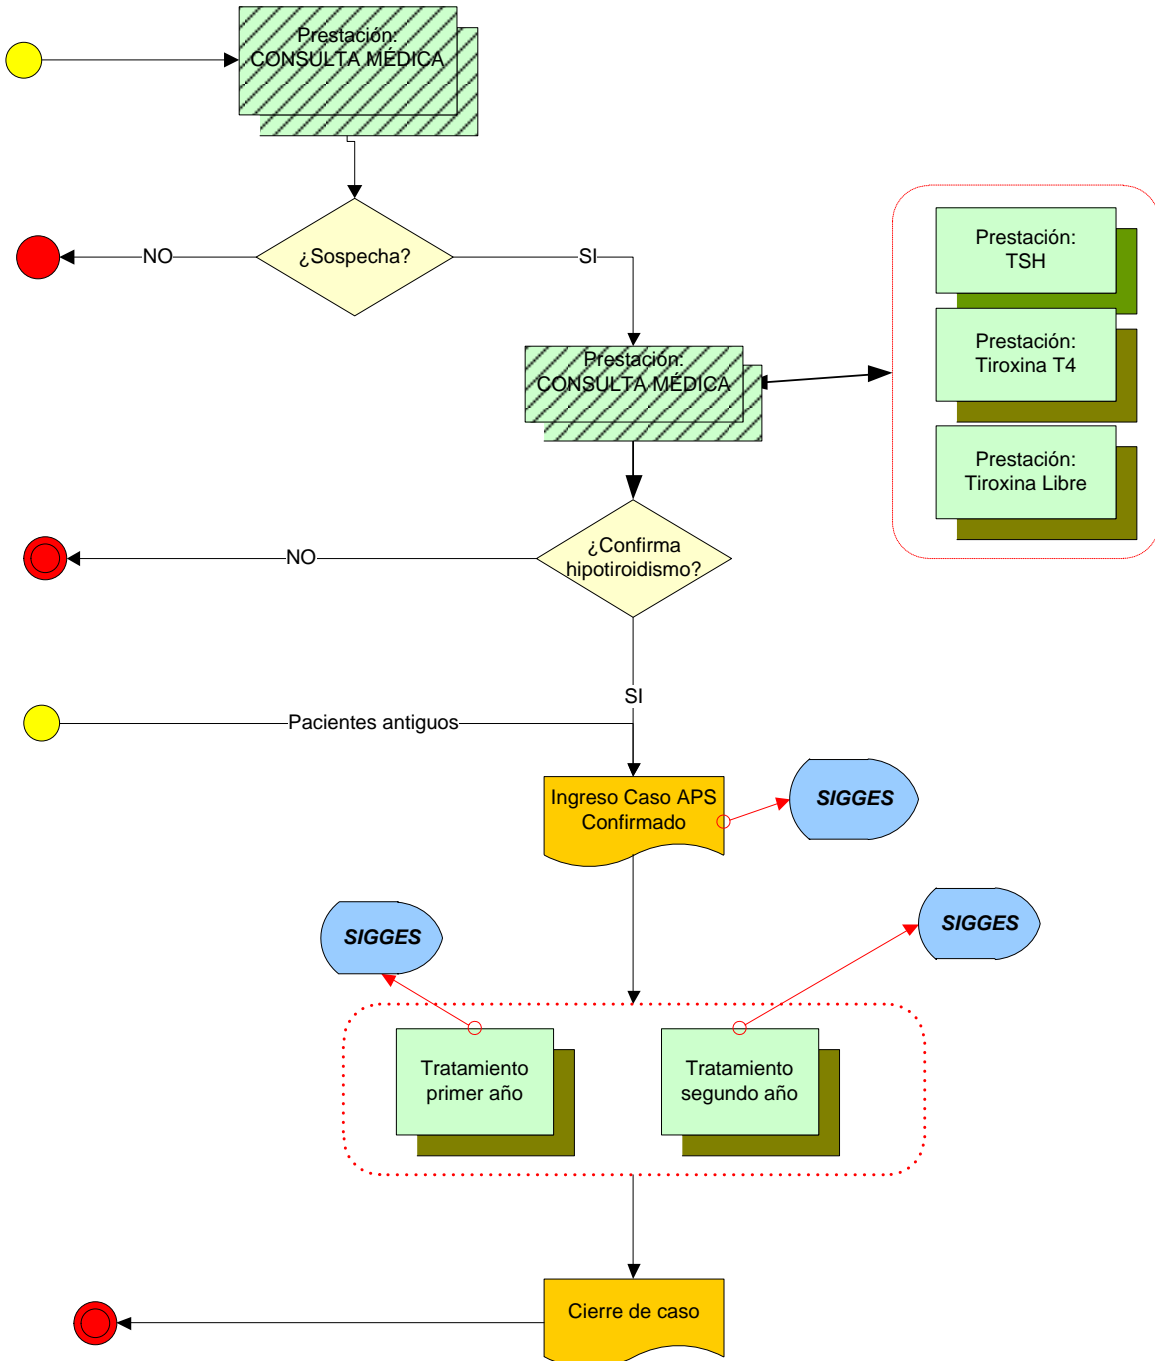 Prestación:
CONSULTA MÉDICA
¿Sospecha?
NO
SI
Prestación:
TSH
Prestación:
Tiroxina T4
Prestación:
Tiroxina Libre
Prestación:
CONSULTA MÉDICA
¿Confirma
hipotiroidismo?
NO
SI
Pacientes antiguos
Ingreso Caso APS
Confirmado
SIGGES
SIGGES
SIGGES
Tratamiento
primer año
Tratamiento
segundo año
Cierre de caso